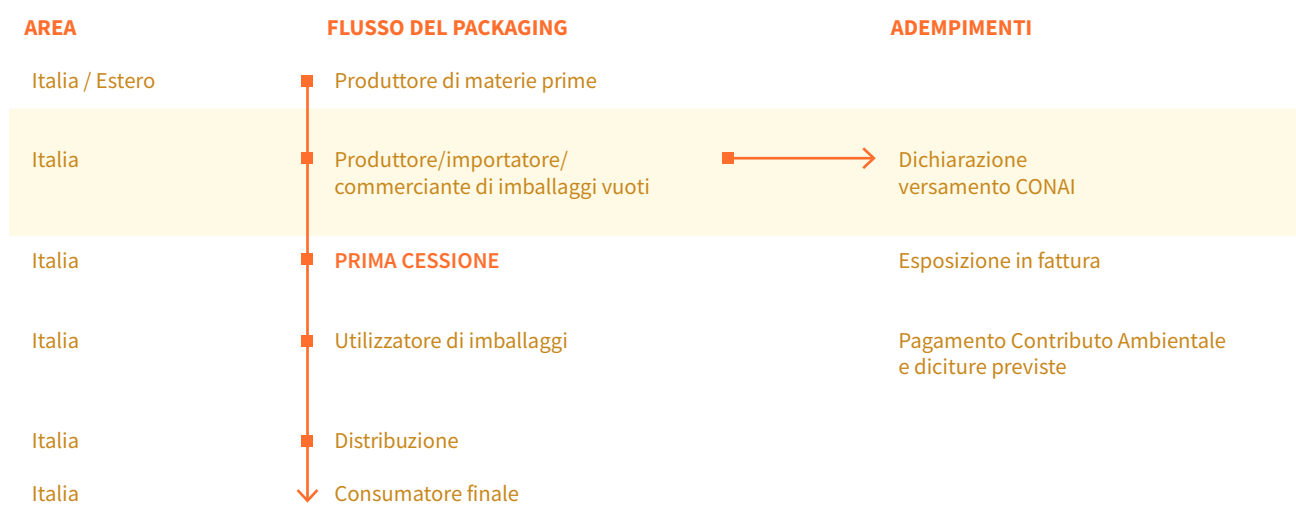 AREA FLUSSO DEL PACKAGING ADEMPIMENTI
Italia / Estero Produttore di materie prime
Italia Produttore/importatore/ Dichiarazione
commerciante di imballaggi vuoti versamento CONAI
Italia PRIMA CESSIONE Esposizione in fattura
Italia Utilizzatore di imballaggi Pagamento Contributo Ambientale
e diciture previste
Italia Distribuzione
Italia Consumatore finale